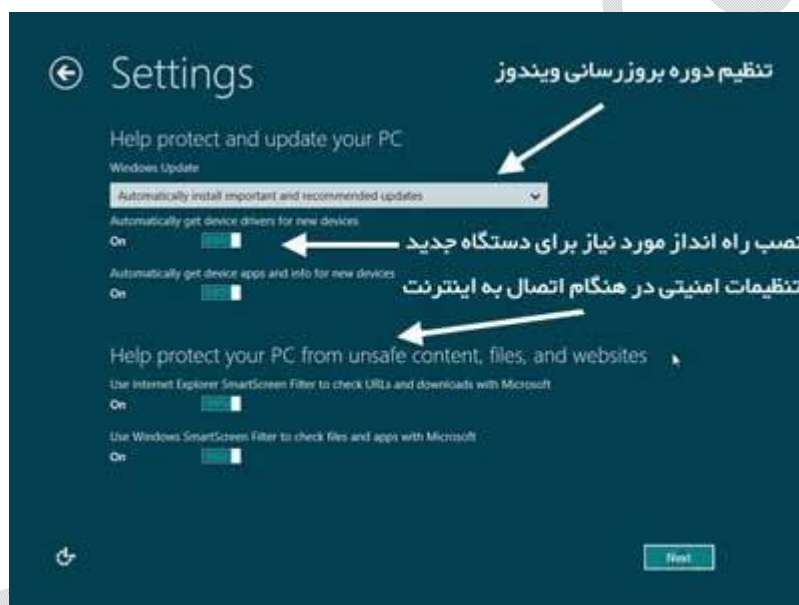 Settings
تنظیم دوره بروزرسانی ویندوز
Help protect and update your PC
Windows Update
Automatically install important and recommended updates
Automatically get device drivers for new devices
On
نصب راه انداز مورد نیاز برای دستگاه جدید
Automatically get device apps and info for new devices
On
تنظیمات امنیتی در هنگام اتصال به اینترنت
Help protect your PC from unsafe content, files, and websites
Use Internet Explorer SmartScreen Filter to check URLs and downloads with Microsoft
On
Use Windows SmartScreen Filter to check files and apps with Microsoft
On
Next